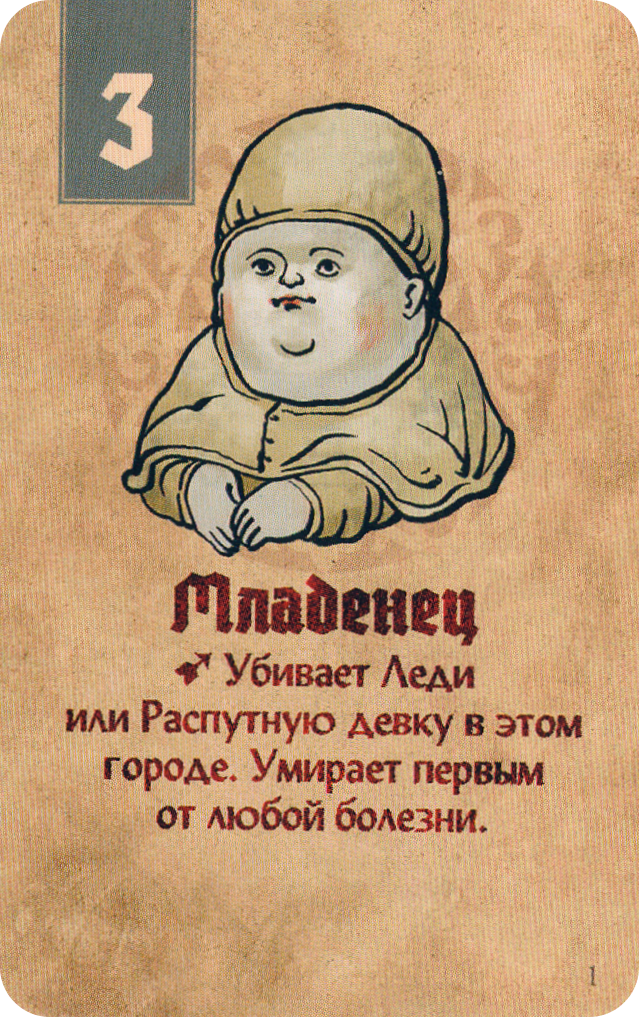 3
Младенец
Убивает Леди
или Распутную девку в этом
городе. Умирает первым
от любой болезни.
1